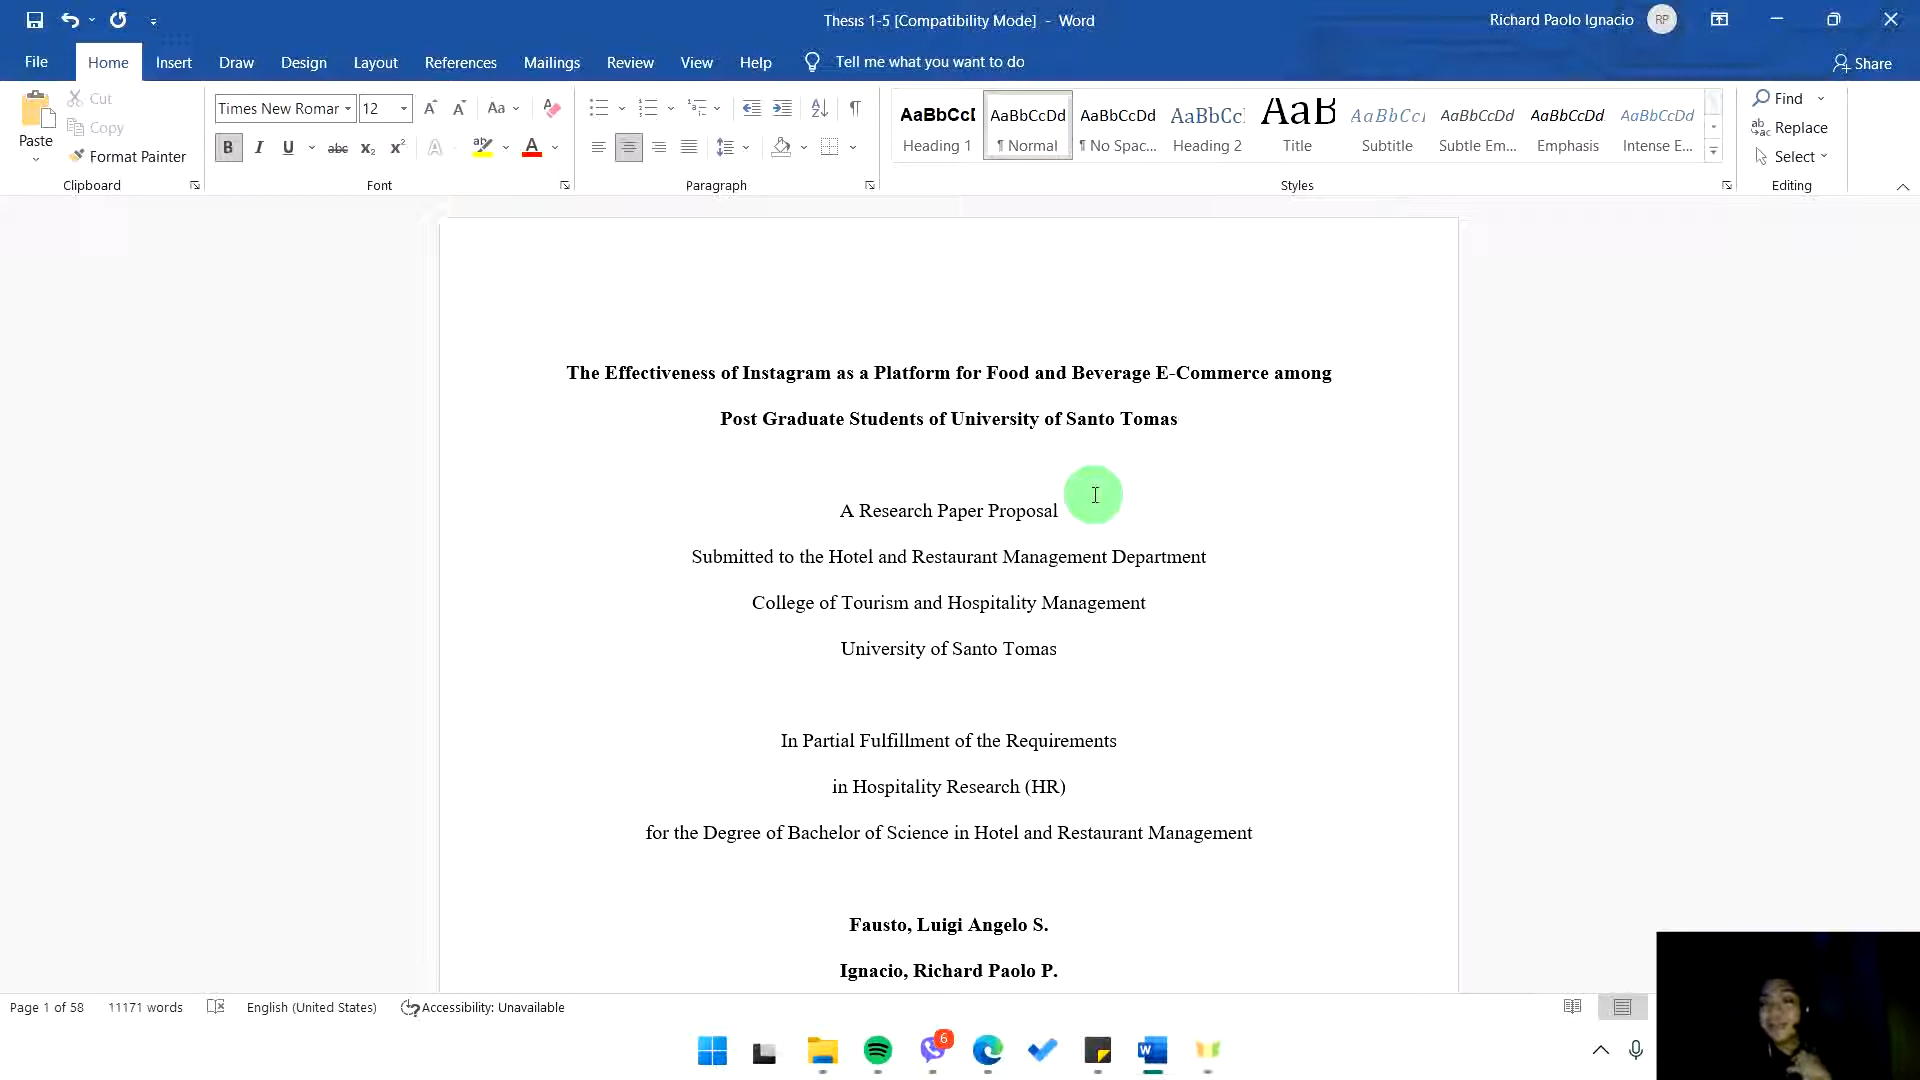 Thesis 1-5 [Compatibility Mode] - Word
Richard Paolo Ignacio RP
File Home Insert Draw Design Layout References Mailings Review View Help Tell me what you want to do
Share
Paste
Cut
Copy
Format Painter
Clipboard
Times New Romar 12
Font
Paragraph
AaBbCcI AaBbCcDd AaBbCcDd AaBbCc AaB AaBbCcI AaBbCcDd AaBbCcDd AaBbCcDd
Heading 1 ¶ Normal ¶ No Spac... Heading 2 Title Subtitle Subtle Em... Emphasis Intense E...
Styles
Find
Replace
Select
Editing
The Effectiveness of Instagram as a Platform for Food and Beverage E-Commerce among
Post Graduate Students of University of Santo Tomas
A Research Paper Proposal
Submitted to the Hotel and Restaurant Management Department
College of Tourism and Hospitality Management
University of Santo Tomas
In Partial Fulfillment of the Requirements
in Hospitality Research (HR)
for the Degree of Bachelor of Science in Hotel and Restaurant Management
Fausto, Luigi Angelo S.
Ignacio, Richard Paolo P.
Page 1 of 58 11171 words English (United States) Accessibility: Unavailable
6